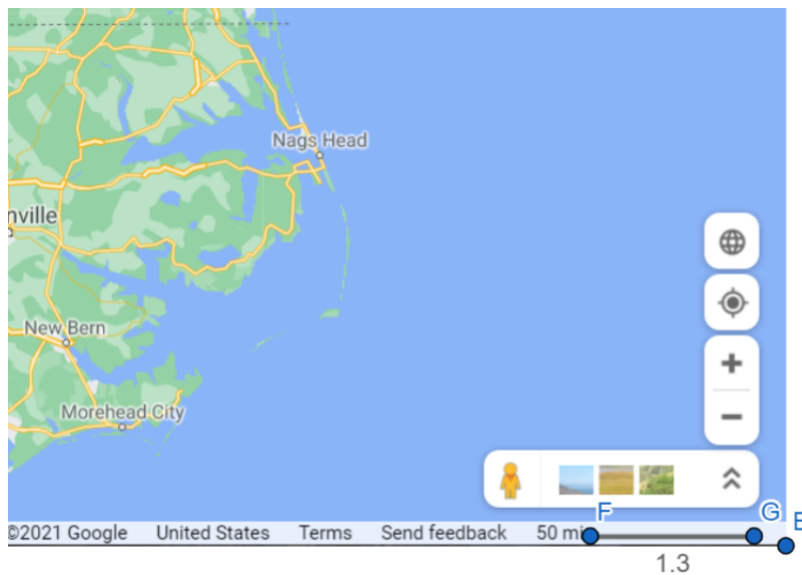 Nags Head
nville
New Bern
Morehead City
F
G
©2021 Google United States Terms Send feedback 50 mi
1.3